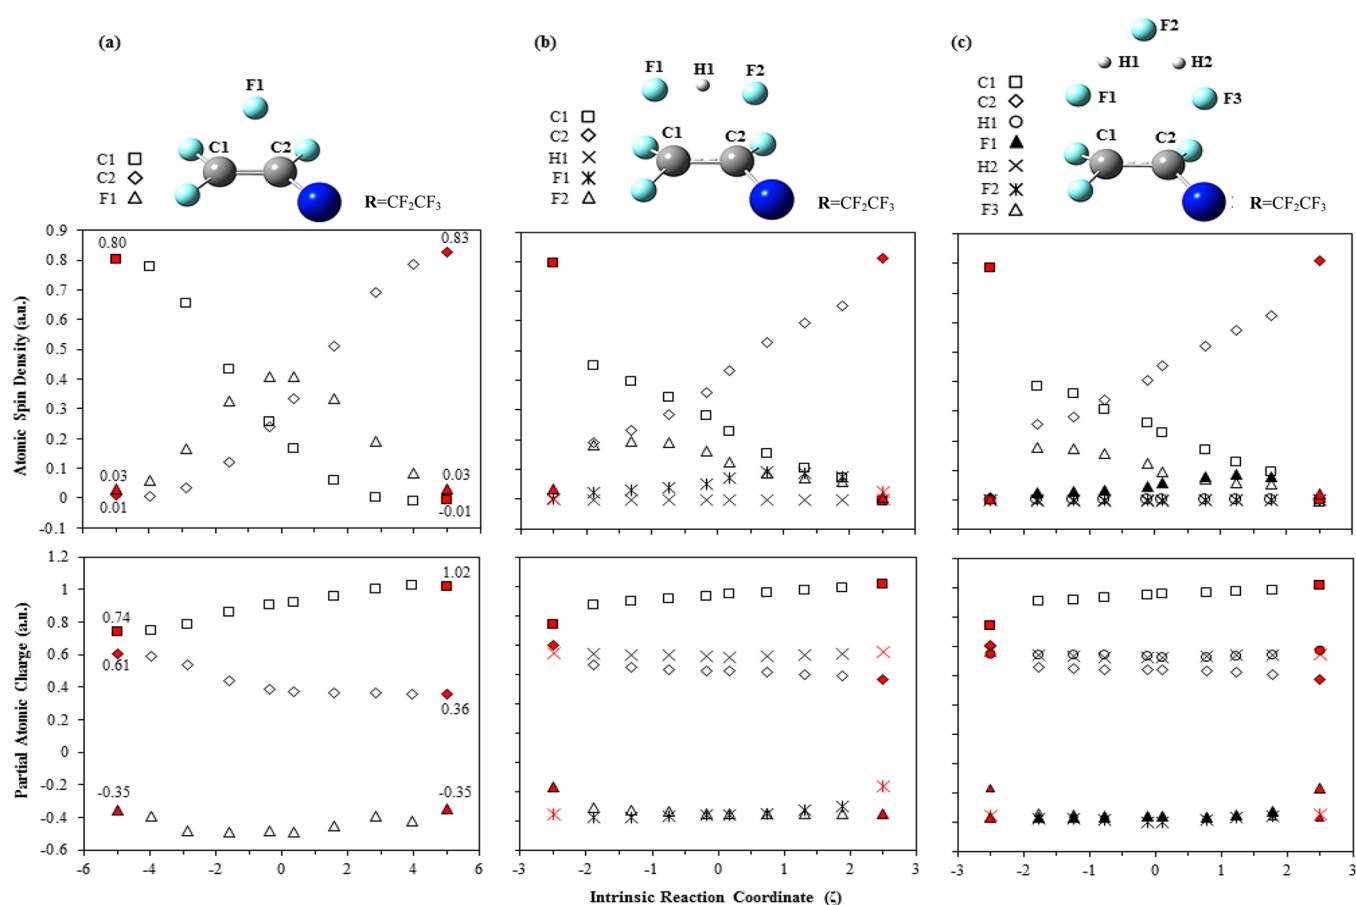 (a)
F1
C1
C2
C1
C2
F1
R=CF2CF3
(b)
F1
H1
F2
C1
C2
C1
C2
H1
F1
F2
R=CF2CF3
(c)
F2
H1
H2
F1
F3
C1
C2
C1
C2
H1
F1
H2
F2
F3
R=CF2CF3
Atomic Spin Density (a.u.)
0.9
0.8
0.7
0.6
0.5
0.4
0.3
0.2
0.1
0
-0.1
0.80
0.83
0.03
0.01
0.03
-0.01
Partial Atomic Charge (a.u.)
1.2
1
0.8
0.6
0.4
0.2
0
-0.2
-0.4
-0.6
0.74
0.61
-0.35
1.02
0.36
-0.35
-6 -4 -2 0 2 4 6
-3 -2 -1 0 1 2 3
-3 -2 -1 0 1 2 3
Intrinsic Reaction Coordinate (ζ)